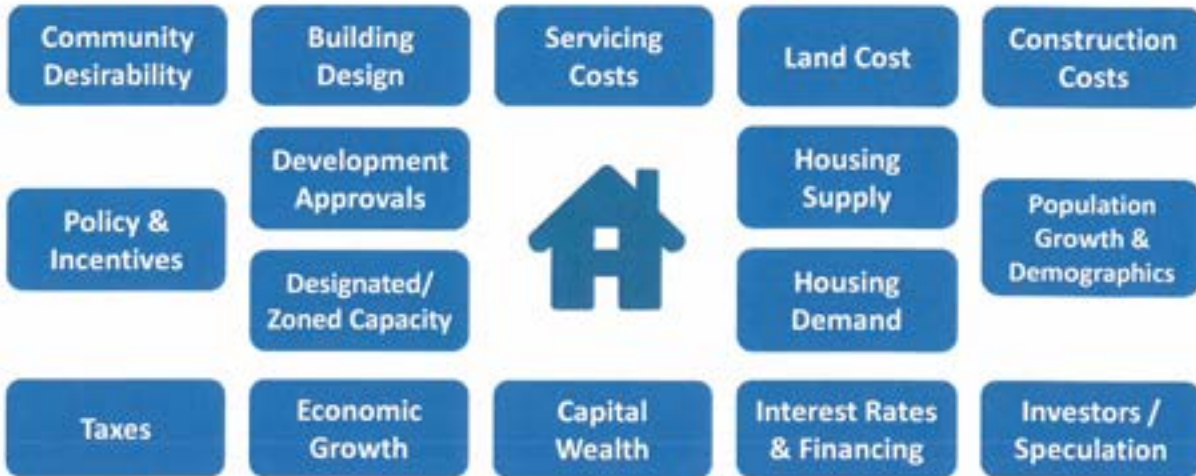 Community
Desirability
Building
Design
Servicing
Costs
Land Cost
Construction
Costs
Development
Approvals
Housing
Supply
Policy &
Incentives
Population
Growth &
Demographics
Designated/
Zoned Capacity
Housing
Demand
Taxes
Economic
Growth
Capital
Wealth
Interest Rates
& Financing
Investors /
Speculation